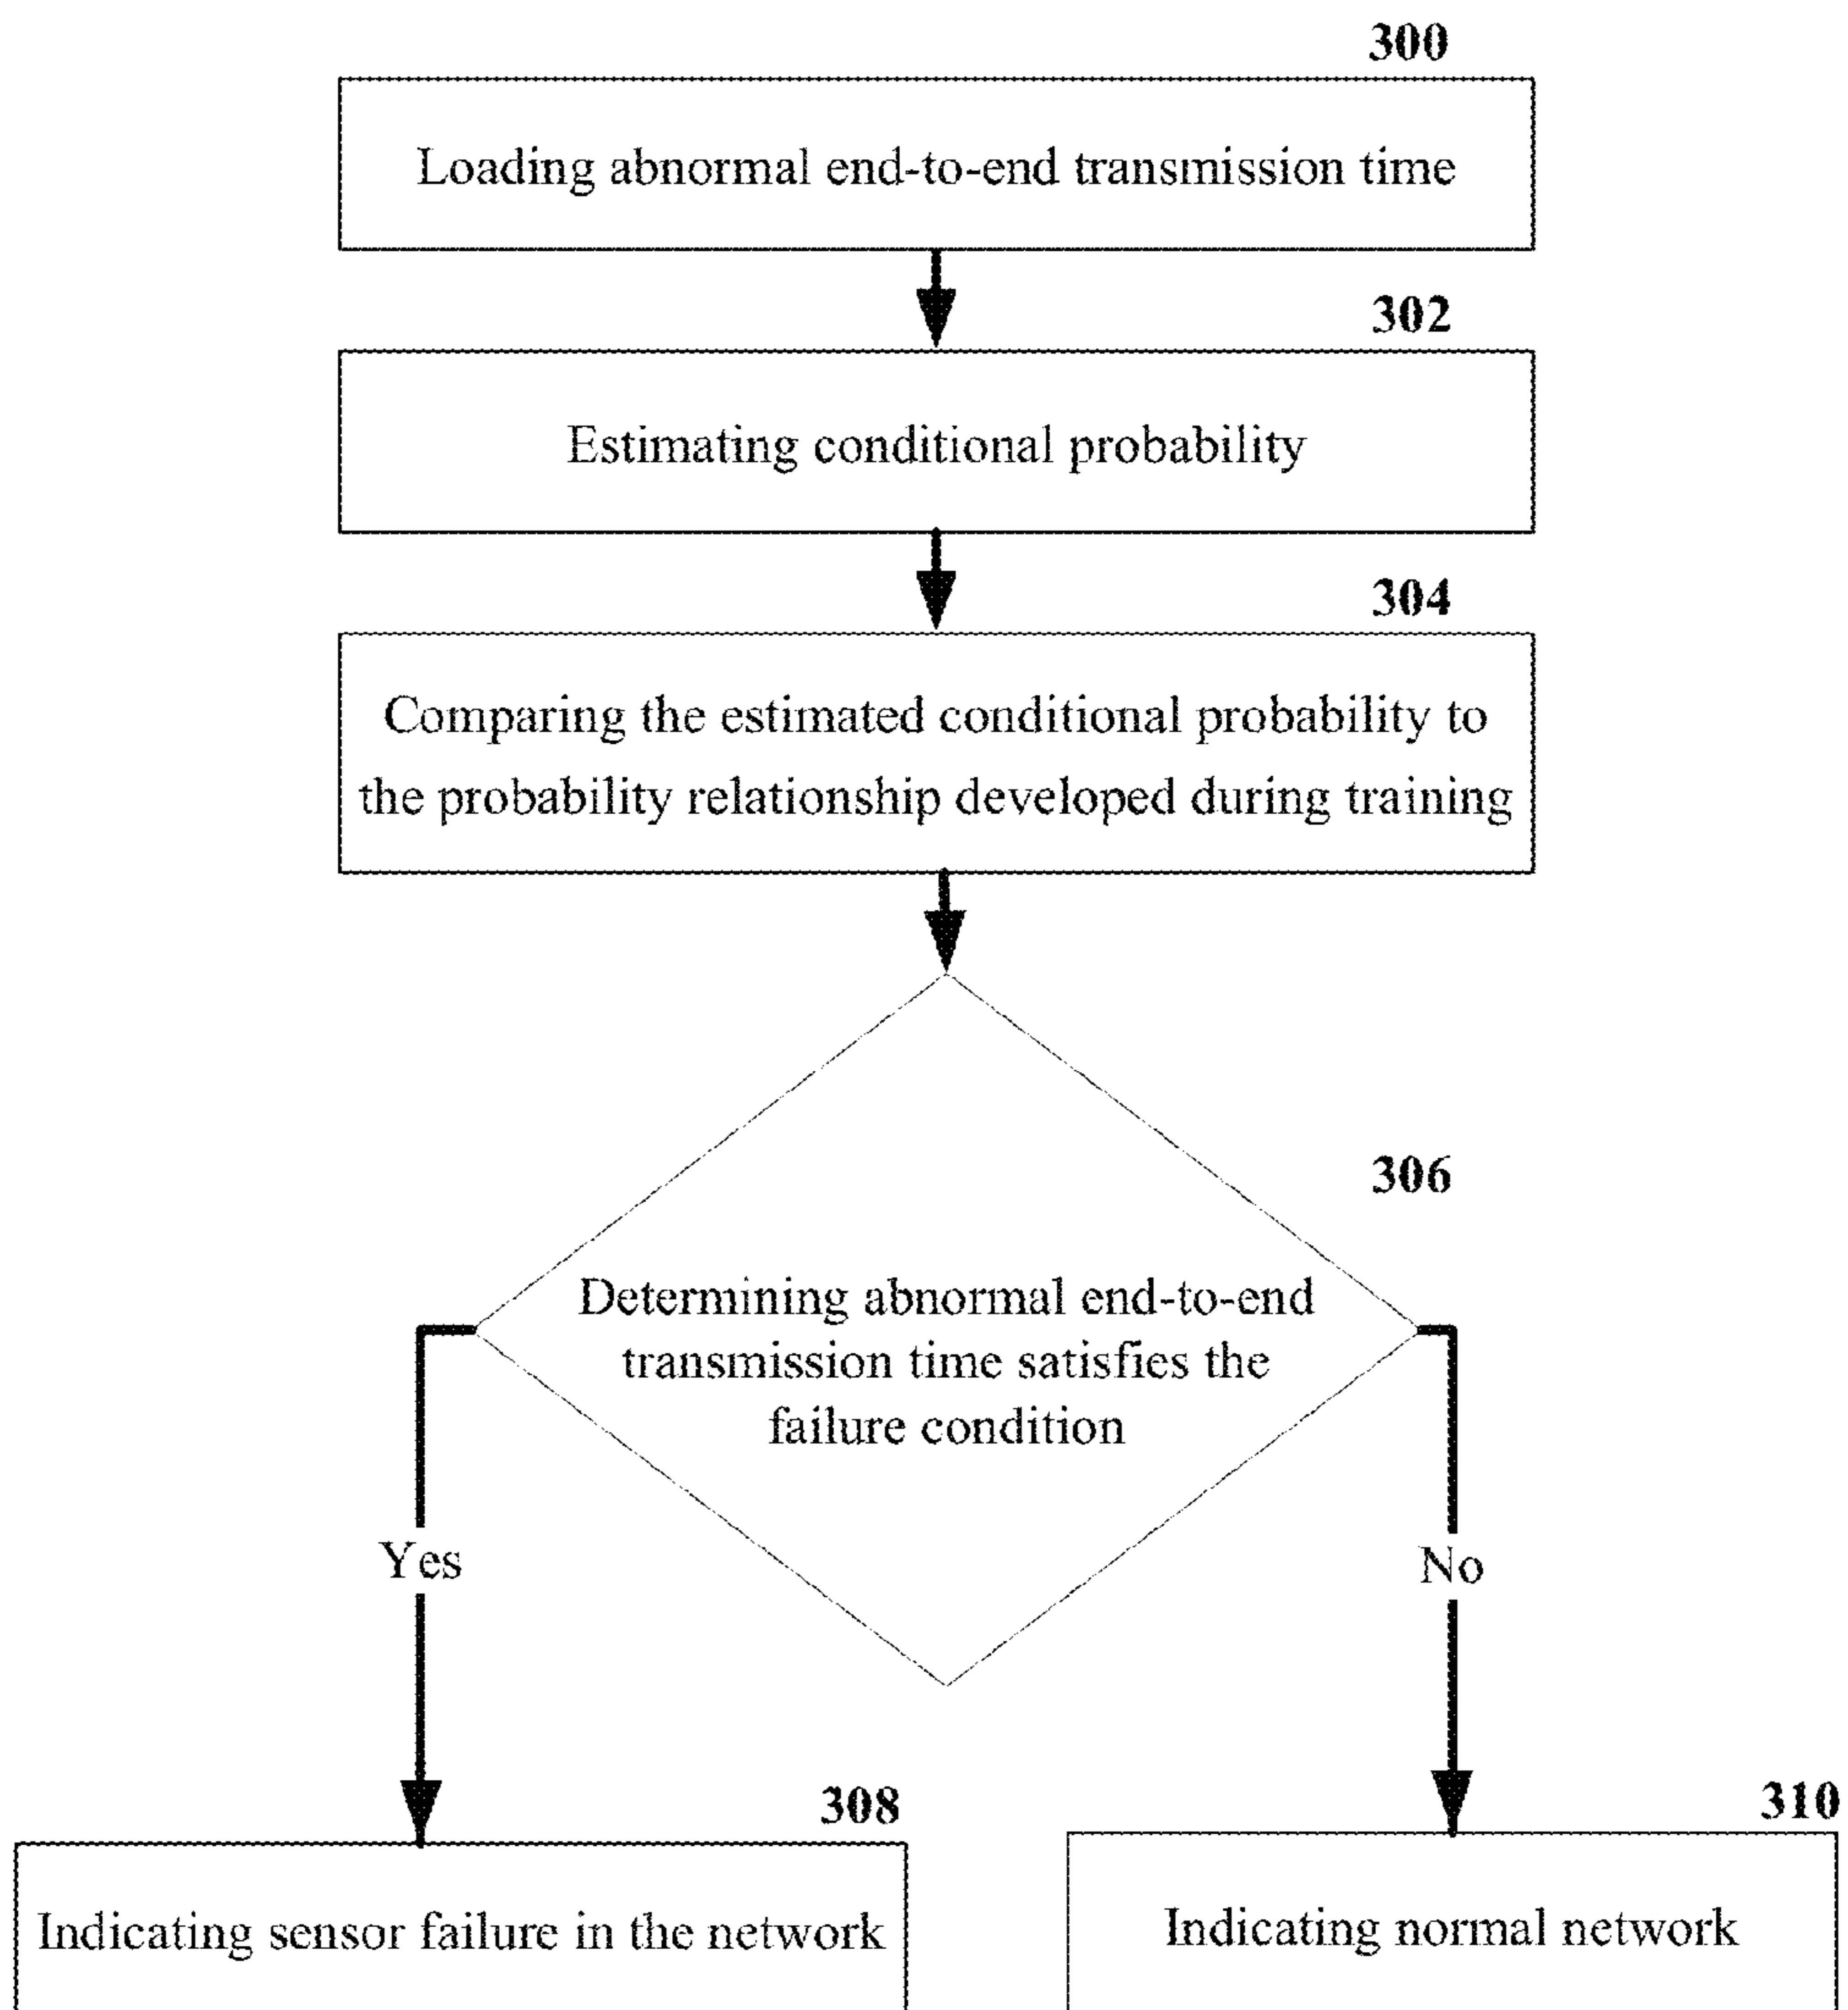 300
Loading abnormal end-to-end transmission time
302
Estimating conditional probability
304
Comparing the estimated conditional probability to
the probability relationship developed during training
306
Determining abnormal end-to-end
transmission time satisfies the
failure condition
Yes
No
308
Indicating sensor failure in the network
310
Indicating normal network